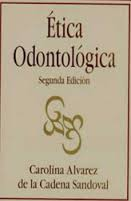 Ética
Odontológica
Segunda Edición
Carolina Alvarez
de la Cadena Sandoval